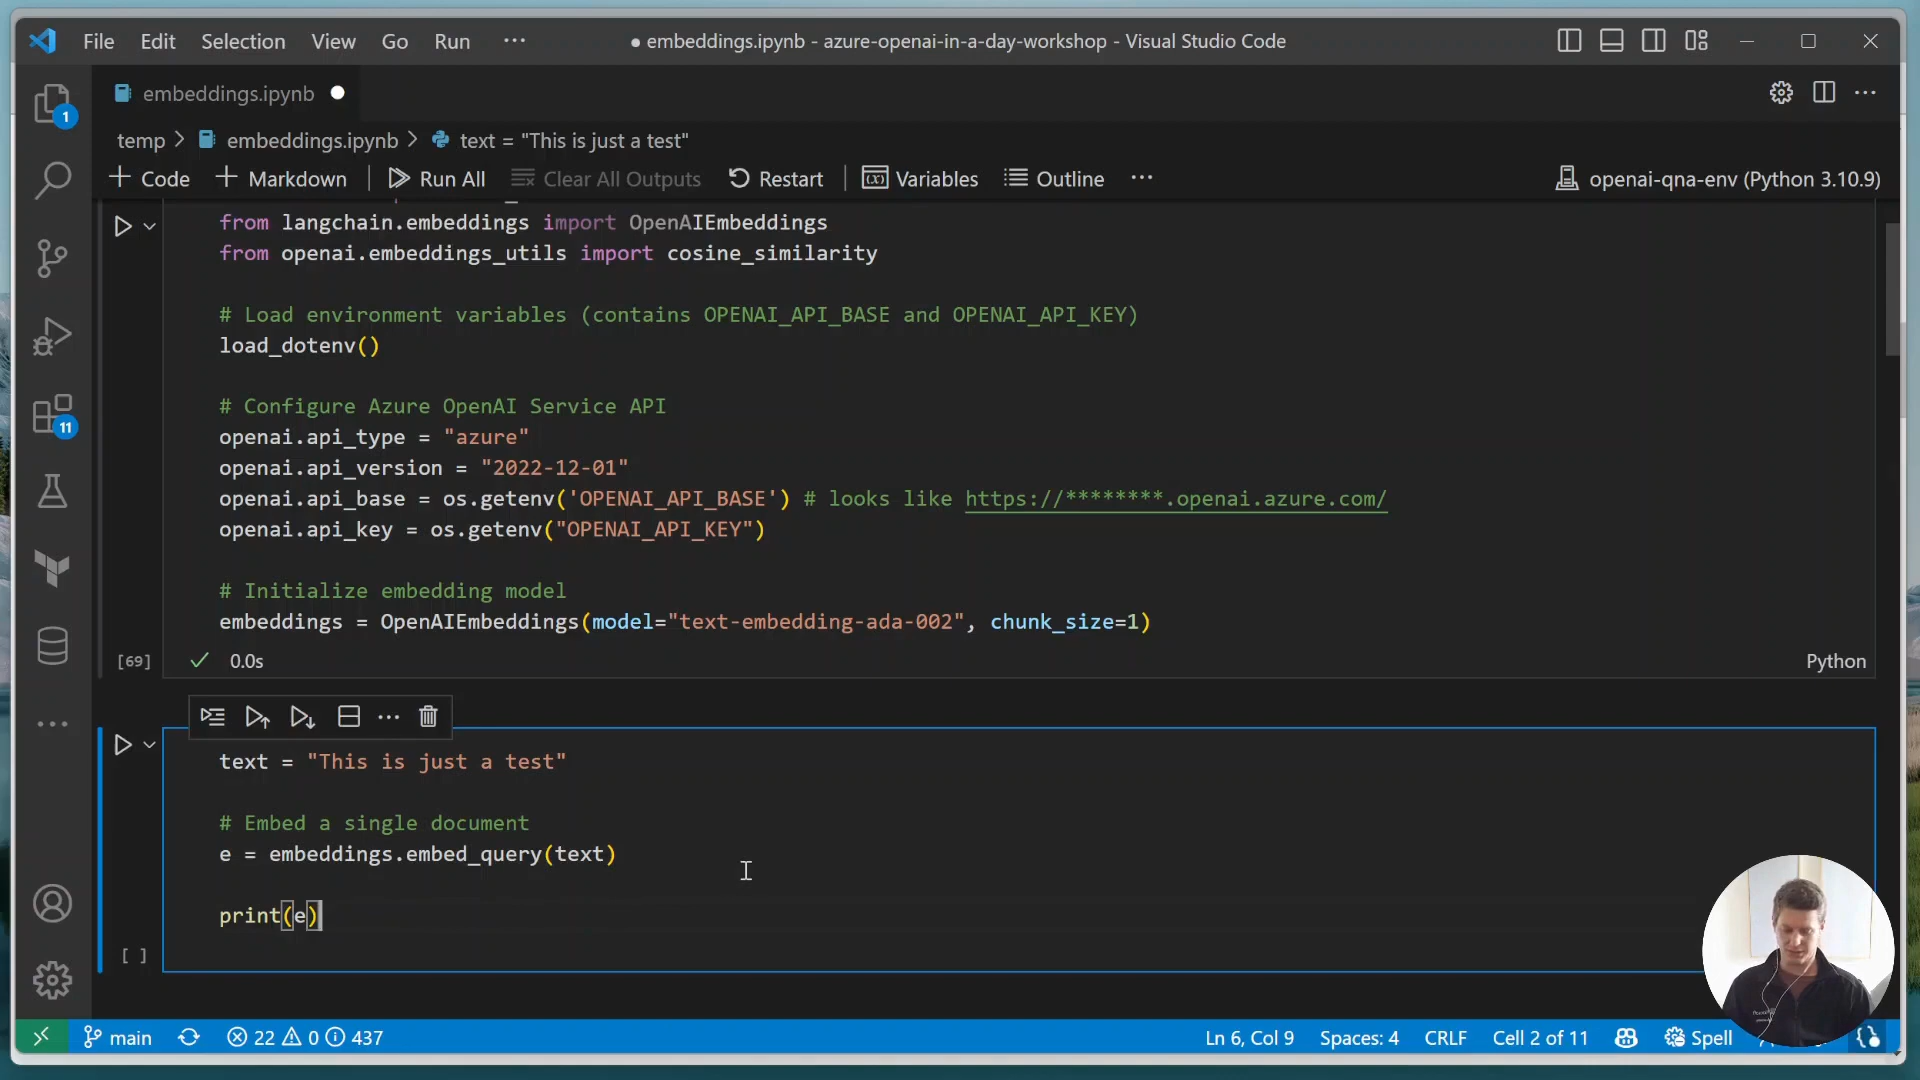 File Edit Selection View Go Run ···
● embeddings.ipynb - azure-openai-in-a-day-workshop - Visual Studio Code
embeddings.ipynb ●
temp > embeddings.ipynb > text = "This is just a test"
+ Code + Markdown | Run All Clear All Outputs Restart | Variables Outline ···
openai-qna-env (Python 3.10.9)
1
11
from langchain.embeddings import OpenAIEmbeddings
from openai.embeddings_utils import cosine_similarity
# Load environment variables (contains OPENAI_API_BASE and OPENAI_API_KEY)
load_dotenv()
# Configure Azure OpenAI Service API
openai.api_type = "azure"
openai.api_version = "2022-12-01"
openai.api_base = os.getenv('OPENAI_API_BASE') # looks like https://********.openai.azure.com/
openai.api_key = os.getenv("OPENAI_API_KEY")
# Initialize embedding model
embeddings = OpenAIEmbeddings(model="text-embedding-ada-002", chunk_size=1)
[69] ✓ 0.0s Python
text = "This is just a test"
# Embed a single document
e = embeddings.embed_query(text)
print(e)
[ ]
main 22 0 437 Ln 6, Col 9 Spaces: 4 CRLF Cell 2 of 11 Spell